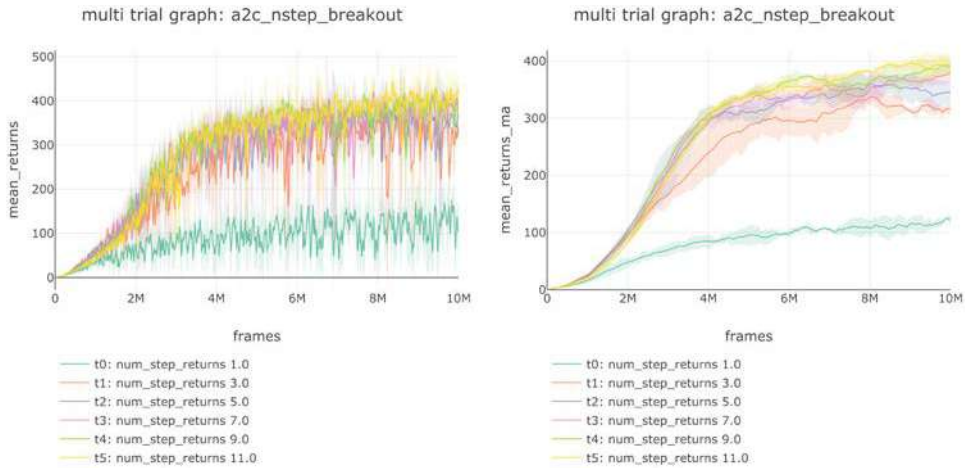 multi trial graph: a2c_nstep_breakout
500
400
300
200
100
0
mean_returns
0 2M 4M 6M 8M 10M
frames
t0: num_step_returns 1.0
t1: num_step_returns 3.0
t2: num_step_returns 5.0
t3: num_step_returns 7.0
t4: num_step_returns 9.0
t5: num_step_returns 11.0
multi trial graph: a2c_nstep_breakout
400
300
200
100
0
mean_returns_ma
0 2M 4M 6M 8M 10M
frames
t0: num_step_returns 1.0
t1: num_step_returns 3.0
t2: num_step_returns 5.0
t3: num_step_returns 7.0
t4: num_step_returns 9.0
t5: num_step_returns 11.0